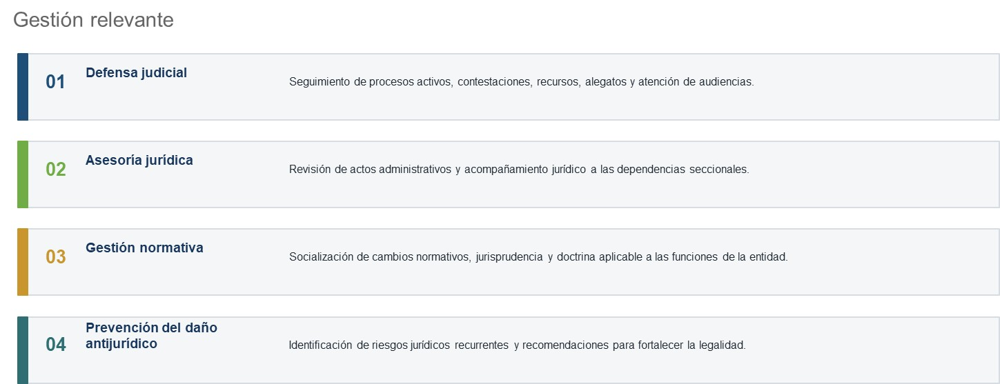 Gestión relevante
01
Defensa judicial
Seguimiento de procesos activos, contestaciones, recursos, alegatos y atención de audiencias.
02
Asesoría jurídica
Revisión de actos administrativos y acompañamiento jurídico a las dependencias seccionales.
03
Gestión normativa
Socialización de cambios normativos, jurisprudencia y doctrina aplicable a las funciones de la entidad.
04
Prevención del daño
antijurídico
Identificación de riesgos jurídicos recurrentes y recomendaciones para fortalecer la legalidad.